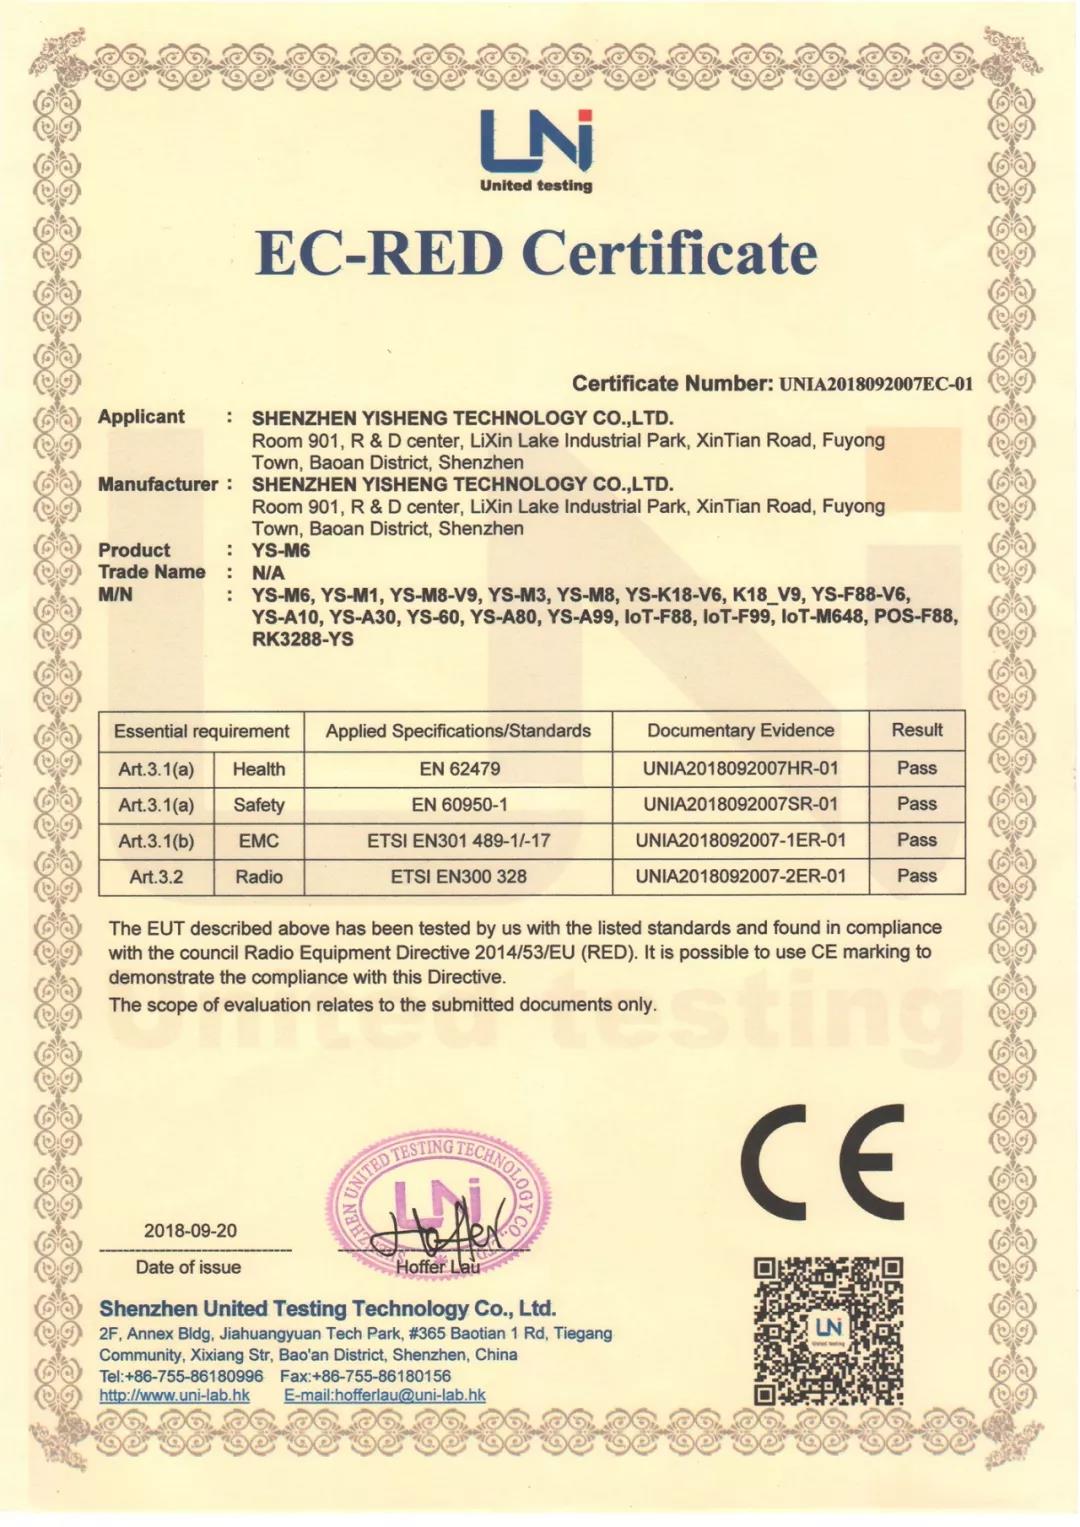 UNi
United testing
EC-RED Certificate
Certificate Number: UNIA2018092007EC-01
Applicant : SHENZHEN YISHENG TECHNOLOGY CO.,LTD.
Room 901, R & D center, LiXin Lake Industrial Park, XinTian Road, Fuyong
Town, Baoan District, Shenzhen
Manufacturer : SHENZHEN YISHENG TECHNOLOGY CO.,LTD.
Room 901, R & D center, LiXin Lake Industrial Park, XinTian Road, Fuyong
Town, Baoan District, Shenzhen
Product : YS-M6
Trade Name : N/A
M/N : YS-M6, YS-M1, YS-M8-V9, YS-M3, YS-M8, YS-K18-V6, K18_V9, YS-F88-V6,
YS-A10, YS-A30, YS-60, YS-A80, YS-A99, IoT-F88, IoT-F99, IoT-M648, POS-F88,
RK3288-YS
Essential requirement Applied Specifications/Standards Documentary Evidence Result
Art.3.1(a) Health EN 62479 UNIA2018092007HR-01 Pass
Art.3.1(a) Safety EN 60950-1 UNIA2018092007SR-01 Pass
Art.3.1(b) EMC ETSI EN301 489-1/-17 UNIA2018092007-1ER-01 Pass
Art.3.2 Radio ETSI EN300 328 UNIA2018092007-2ER-01 Pass
The EUT described above has been tested by us with the listed standards and found in compliance
with the council Radio Equipment Directive 2014/53/EU (RED). It is possible to use CE marking to
demonstrate the compliance with this Directive.
The scope of evaluation relates to the submitted documents only.
United testing
CE
SHENZHEN UNITED TESTING TECHNOLOGY CO., LTD.
UNi
Hoffer
2018-09-20
Date of issue
Hoffer Lau
Shenzhen United Testing Technology Co., Ltd.
2F, Annex Bldg, Jiahuangyuan Tech Park, #365 Baotian 1 Rd, Tiegang
Community, Xixiang Str, Bao'an District, Shenzhen, China
Tel:+86-755-86180996 Fax:+86-755-86180156
http://www.uni-lab.hk E-mail:hofferlau@uni-lab.hk
UNi
United testing